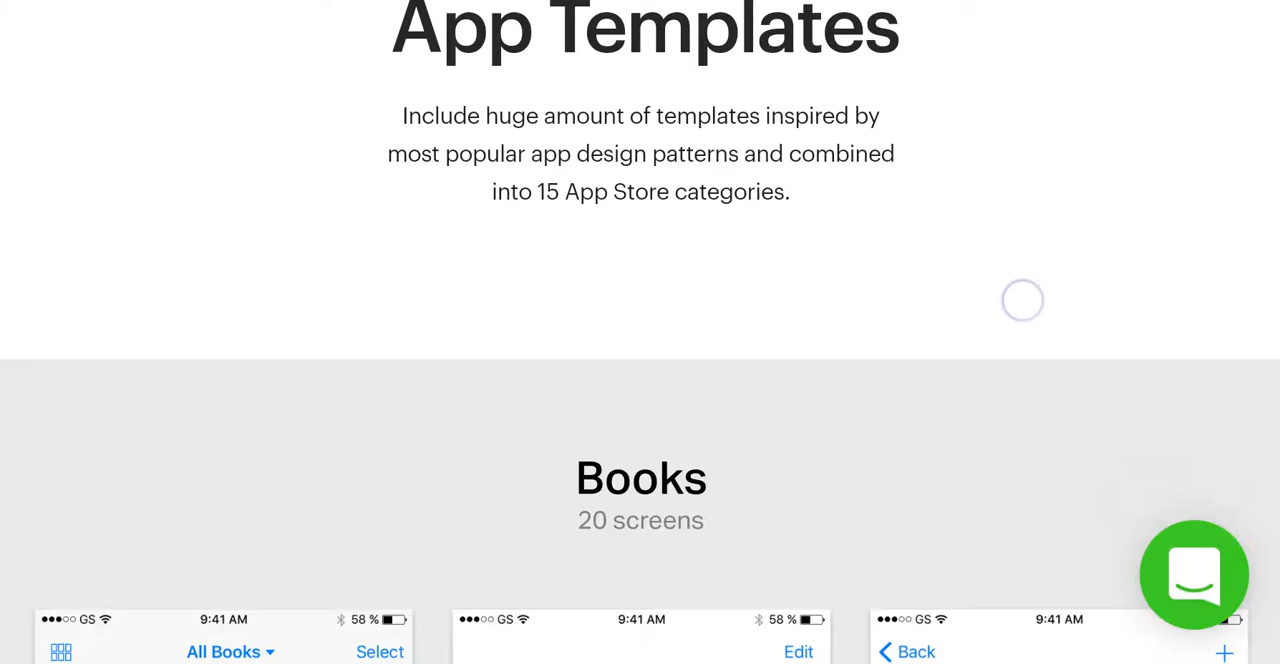 App Templates
Include huge amount of templates inspired by
most popular app design patterns and combined
into 15 App Store categories.
Books
20 screens
GS 9:41 AM 58 %
GS 9:41 AM 58 %
GS 9:41 AM
All Books Select
Edit
Back